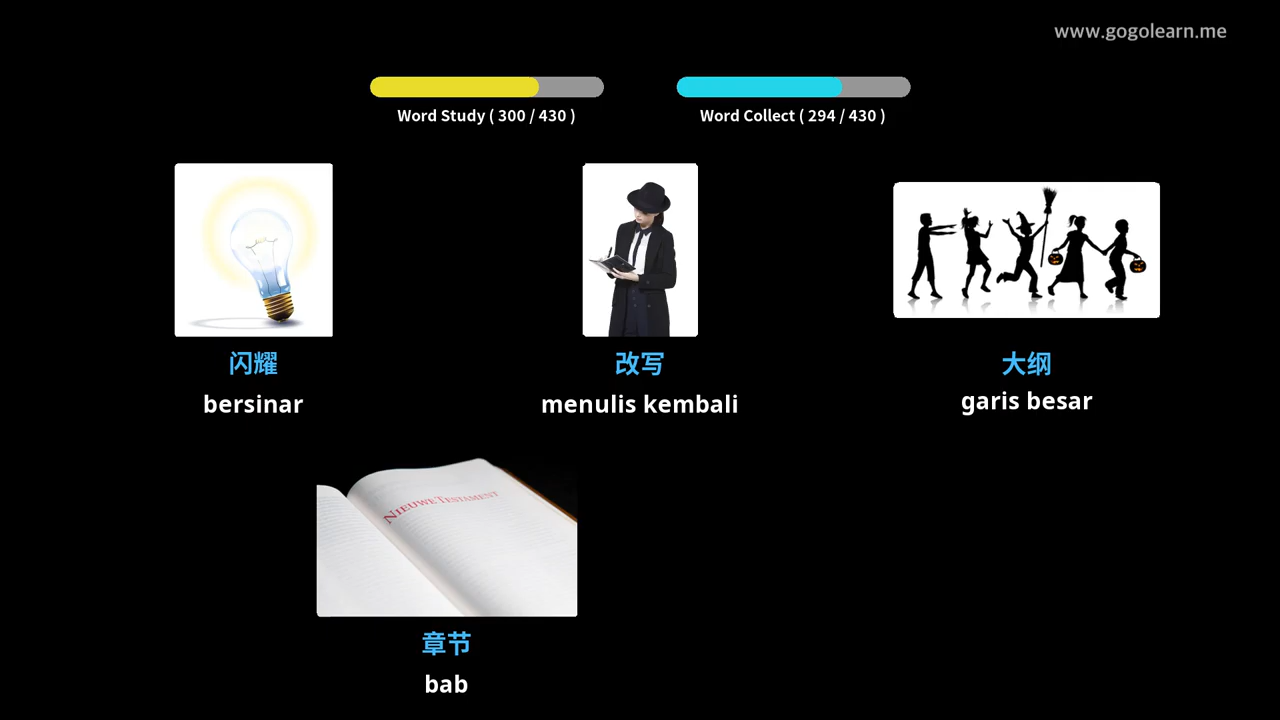 www.gogolearn.me
Word Study ( 300 / 430 )
Word Collect ( 294 / 430 )
闪耀
bersinar
改写
menulis kembali
大纲
garis besar
NIEUWE TESTAMENT
章节
bab